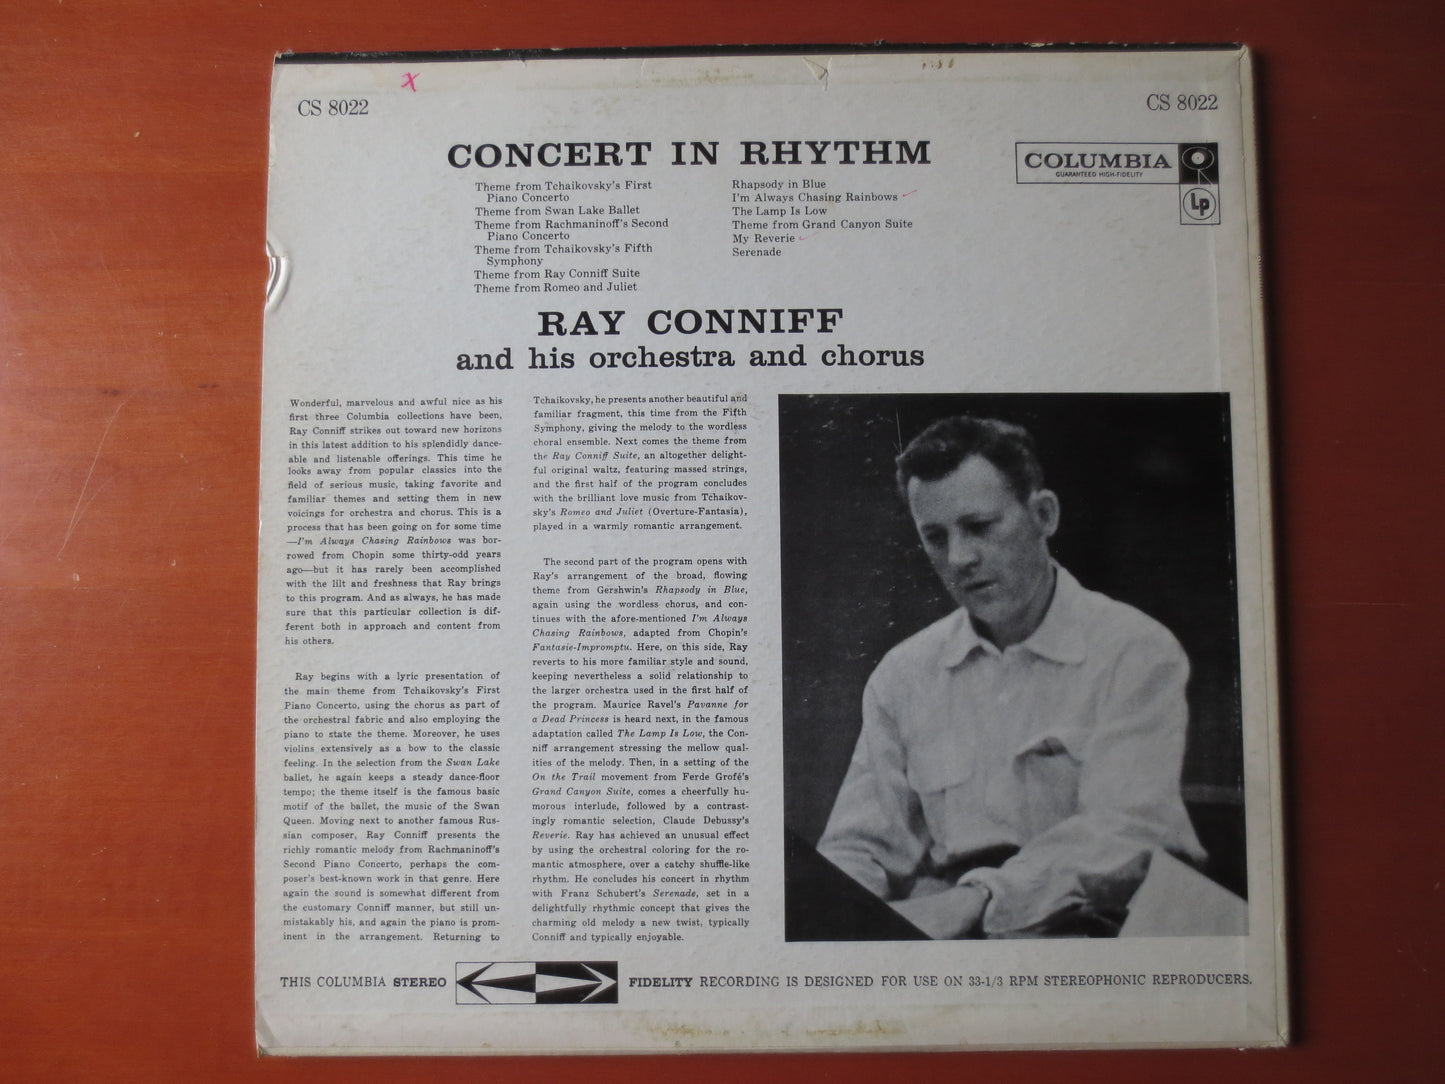 X
CS 8022
CS 8022
CONCERT IN RHYTHM
COLUMBIA
GUARANTEED HIGH-FIDELITY
Lp
Theme from Tchaikovsky's First
Piano Concerto
Theme from Swan Lake Ballet
Theme from Rachmaninoff's Second
Piano Concerto
Theme from Tchaikovsky's Fifth
Symphony
Theme from Ray Conniff Suite
Theme from Romeo and Juliet
Rhapsody in Blue
I'm Always Chasing Rainbows
The Lamp Is Low
Theme from Grand Canyon Suite
My Reverie
Serenade
RAY CONNIFF
and his orchestra and chorus
Wonderful, marvelous and awful nice as his
first three Columbia collections have been,
Ray Conniff strikes out toward new horizons
in this latest addition to his splendidly dance-
able and listenable offerings. This time he
looks away from popular classics into the
field of serious music, taking favorite and
familiar themes and setting them in new
voicings for orchestra and chorus. This is a
process that has been going on for some time
—I'm Always Chasing Rainbows was bor-
rowed from Chopin some thirty-odd years
ago—but it has rarely been accomplished
with the lilt and freshness that Ray brings
to this program. And as always, he has made
sure that this particular collection is dif-
ferent both in approach and content from
his others.
Ray begins with a lyric presentation of
the main theme from Tchaikovsky's First
Piano Concerto, using the chorus as part of
the orchestral fabric and also employing the
piano to state the theme. Moreover, he uses
violins extensively as a bow to the classic
feeling. In the selection from the Swan Lake
ballet, he again keeps a steady dance-floor
tempo; the theme itself is the famous basic
motif of the ballet, the music of the Swan
Queen. Moving next to another famous Rus-
sian composer, Ray Conniff presents the
richly romantic melody from Rachmaninoff's
Second Piano Concerto, perhaps the com-
poser's best-known work in that genre. Here
again the sound is somewhat different from
the customary Conniff manner, but still un-
mistakably his, and again the piano is prom-
inent in the arrangement. Returning to
Tchaikovsky, he presents another beautiful and
familiar fragment, this time from the Fifth
Symphony, giving the melody to the wordless
choral ensemble. Next comes the theme from
the Ray Conniff Suite, an altogether delight-
ful original waltz, featuring massed strings,
and the first half of the program concludes
with the brilliant love music from Tchaikov-
sky's Romeo and Juliet (Overture-Fantasia),
played in a warmly romantic arrangement.
The second part of the program opens with
Ray's arrangement of the broad, flowing
theme from Gershwin's Rhapsody in Blue,
again using the wordless chorus, and con-
tinues with the afore-mentioned I'm Always
Chasing Rainbows, adapted from Chopin's
Fantasie-Impromptu. Here, on this side, Ray
reverts to his more familiar style and sound,
keeping nevertheless a solid relationship to
the larger orchestra used in the first half of
the program. Maurice Ravel's Pavanne for
a Dead Princess is heard next, in the famous
adaptation called The Lamp Is Low, the Con-
niff arrangement stressing the mellow qual-
ities of the melody. Then, in a setting of the
On the Trail movement from Ferde Grofé's
Grand Canyon Suite, comes a cheerfully hu-
morous interlude, followed by a contrast-
ingly romantic selection, Claude Debussy's
Reverie. Ray has achieved an unusual effect
by using the orchestral coloring for the ro-
mantic atmosphere, over a catchy shuffle-like
rhythm. He concludes his concert in rhythm
with Franz Schubert's Serenade, set in a
delightfully rhythmic concept that gives the
charming old melody a new twist, typically
Conniff and typically enjoyable.
THIS COLUMBIA STEREO FIDELITY RECORDING IS DESIGNED FOR USE ON 33-1/3 RPM STEREOPHONIC REPRODUCERS.